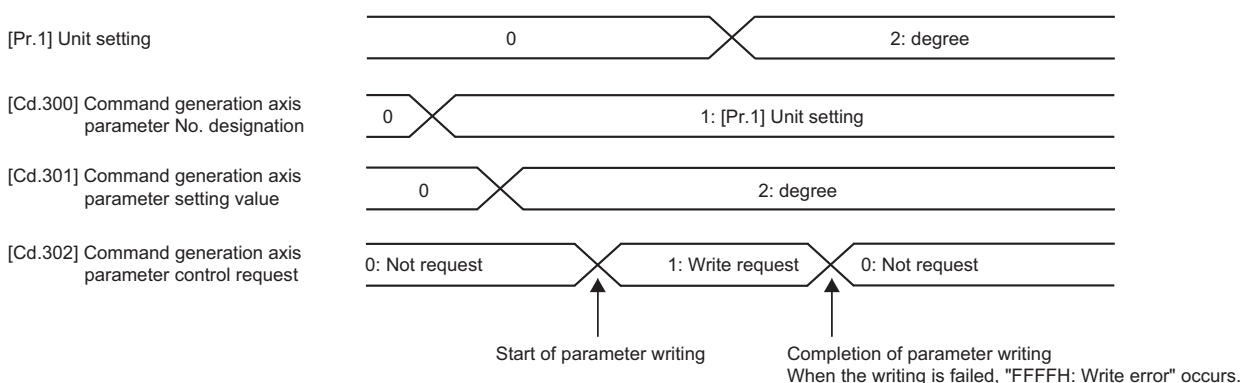 [Pr.1] Unit setting
0
2: degree
[Cd.300] Command generation axis
parameter No. designation
0
1: [Pr.1] Unit setting
[Cd.301] Command generation axis
parameter setting value
0
2: degree
[Cd.302] Command generation axis
parameter control request
0: Not request
1: Write request
0: Not request
Start of parameter writing
Completion of parameter writing
When the writing is failed, "FFFFH: Write error" occurs.